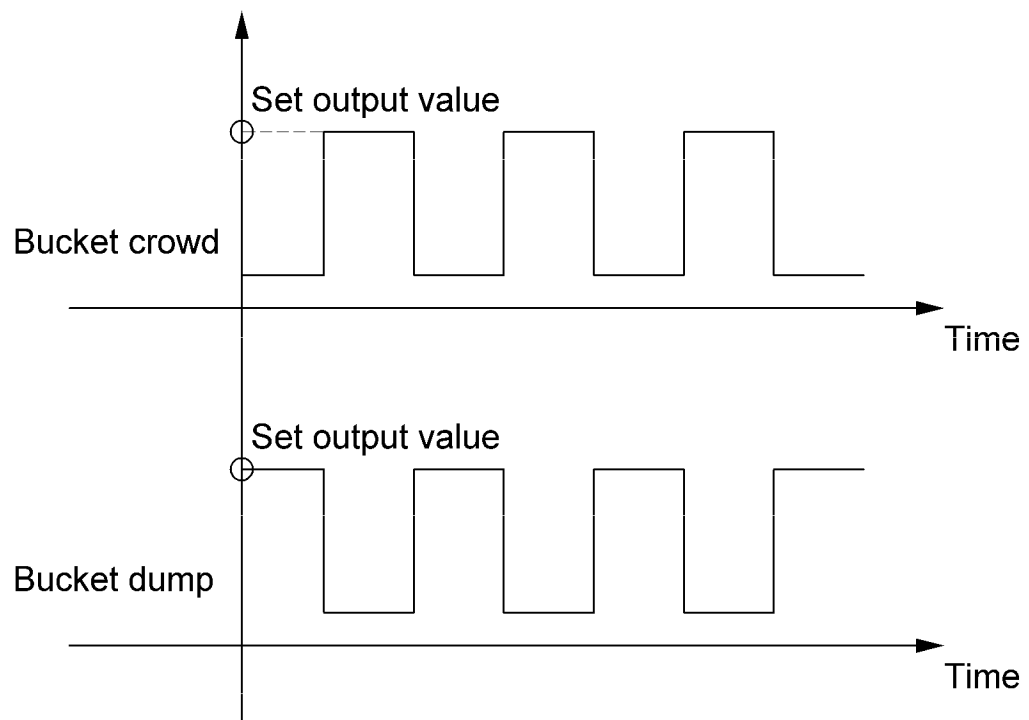 Set output value
Bucket crowd
Time
Set output value
Bucket dump
Time